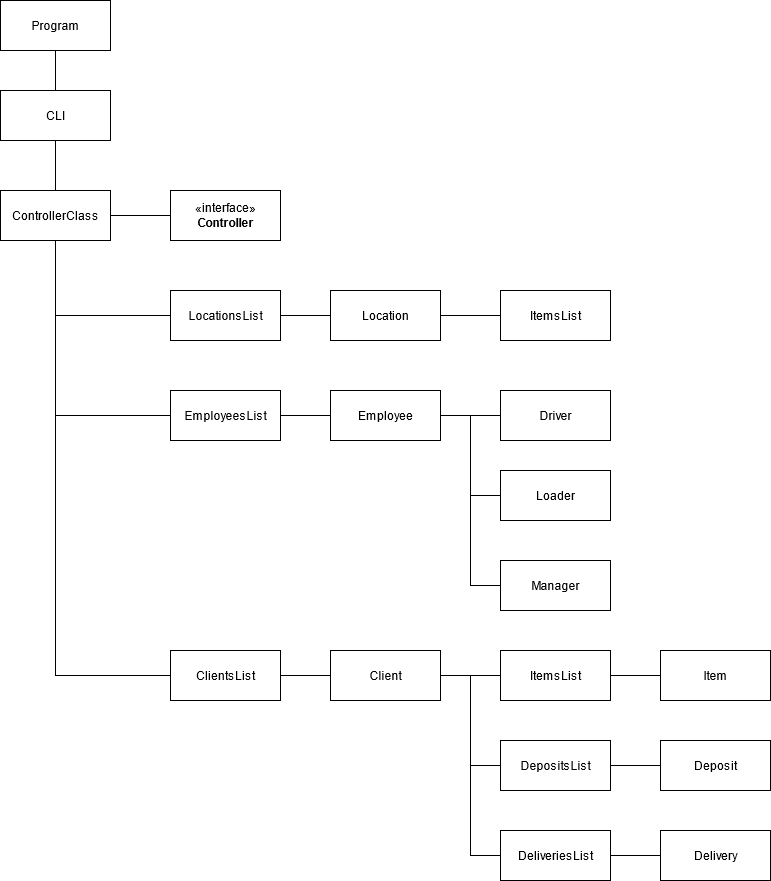 Program
CLI
ControllerClass
«interface»
Controller
LocationsList
Location
ItemsList
EmployeesList
Employee
Driver
Loader
Manager
ClientsList
Client
ItemsList
Item
DepositsList
Deposit
DeliveriesList
Delivery